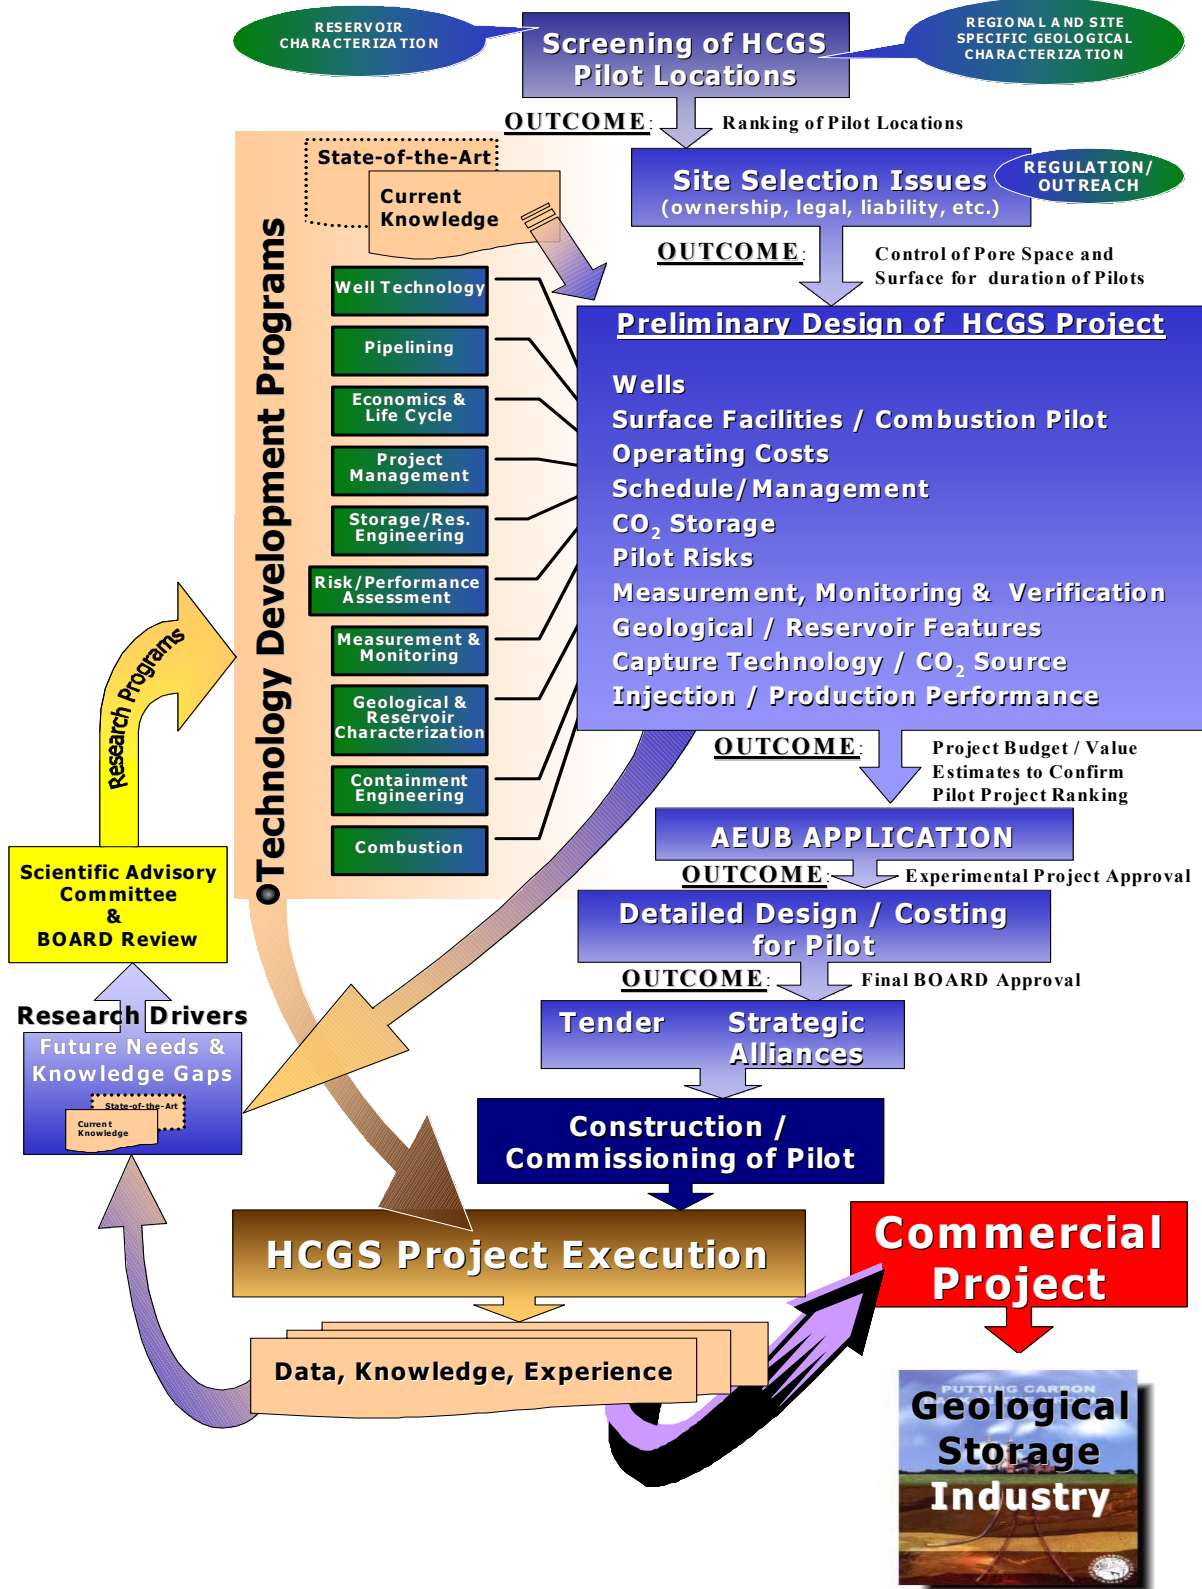 RESERVOIR
CHARACTERIZATION
Screening of HCGS
Pilot Locations
REGIONAL AND SITE
SPECIFIC GEOLOGICAL
CHARACTERIZATION
OUTCOME:
Ranking of Pilot Locations
State-of-the-Art
Current
Knowledge
Site Selection Issues
(ownership, legal, liability, etc.)
REGULATION/
OUTREACH
OUTCOME:
Control of Pore Space and
Surface for duration of Pilots
Technology Development Programs
Well Technology
Pipelining
Economics &
Life Cycle
Project
Management
Storage/Res.
Engineering
Risk/Performance
Assessment
Measurement &
Monitoring
Geological &
Reservoir
Characterization
Containment
Engineering
Combustion
Preliminary Design of HCGS Project
Wells
Surface Facilities / Combustion Pilot
Operating Costs
Schedule/Management
CO2 Storage
Pilot Risks
Measurement, Monitoring & Verification
Geological / Reservoir Features
Capture Technology / CO2 Source
Injection / Production Performance
OUTCOME:
Project Budget / Value
Estimates to Confirm
Pilot Project Ranking
AEUB APPLICATION
OUTCOME:
Experimental Project Approval
Detailed Design / Costing
for Pilot
OUTCOME:
Final BOARD Approval
Tender
Strategic
Alliances
Construction /
Commissioning of Pilot
Research Programs
Scientific Advisory
Committee
&
BOARD Review
Research Drivers
Future Needs &
Knowledge Gaps
State-of-the-Art
Current
Knowledge
HCGS Project Execution
Data, Knowledge, Experience
Commercial
Project
PUTTING CARBON
Geological
Storage
Industry